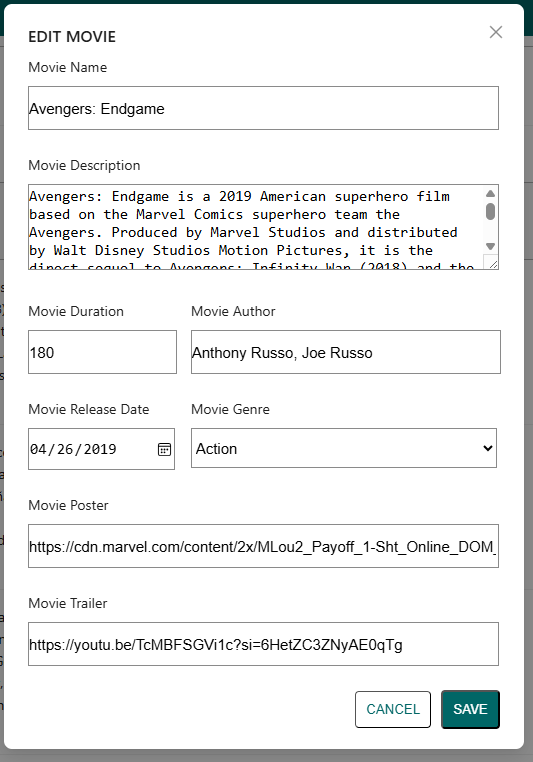 EDIT MOVIE
Movie Name
Avengers: Endgame
Movie Description
Avengers: Endgame is a 2019 American superhero film
based on the Marvel Comics superhero team the
Avengers. Produced by Marvel Studios and distributed
by Walt Disney Studios Motion Pictures, it is the
direct sequel to Avengers: Infinity War (2018) and the
Movie Duration Movie Author
180 Anthony Russo, Joe Russo
Movie Release Date Movie Genre
04/26/2019 Action
Movie Poster
https://cdn.marvel.com/content/2x/MLou2_Payoff_1-Sht_Online_DOM_
Movie Trailer
https://youtu.be/TcMBFSGVi1c?si=6HetZC3ZNyAE0qTg
CANCEL SAVE